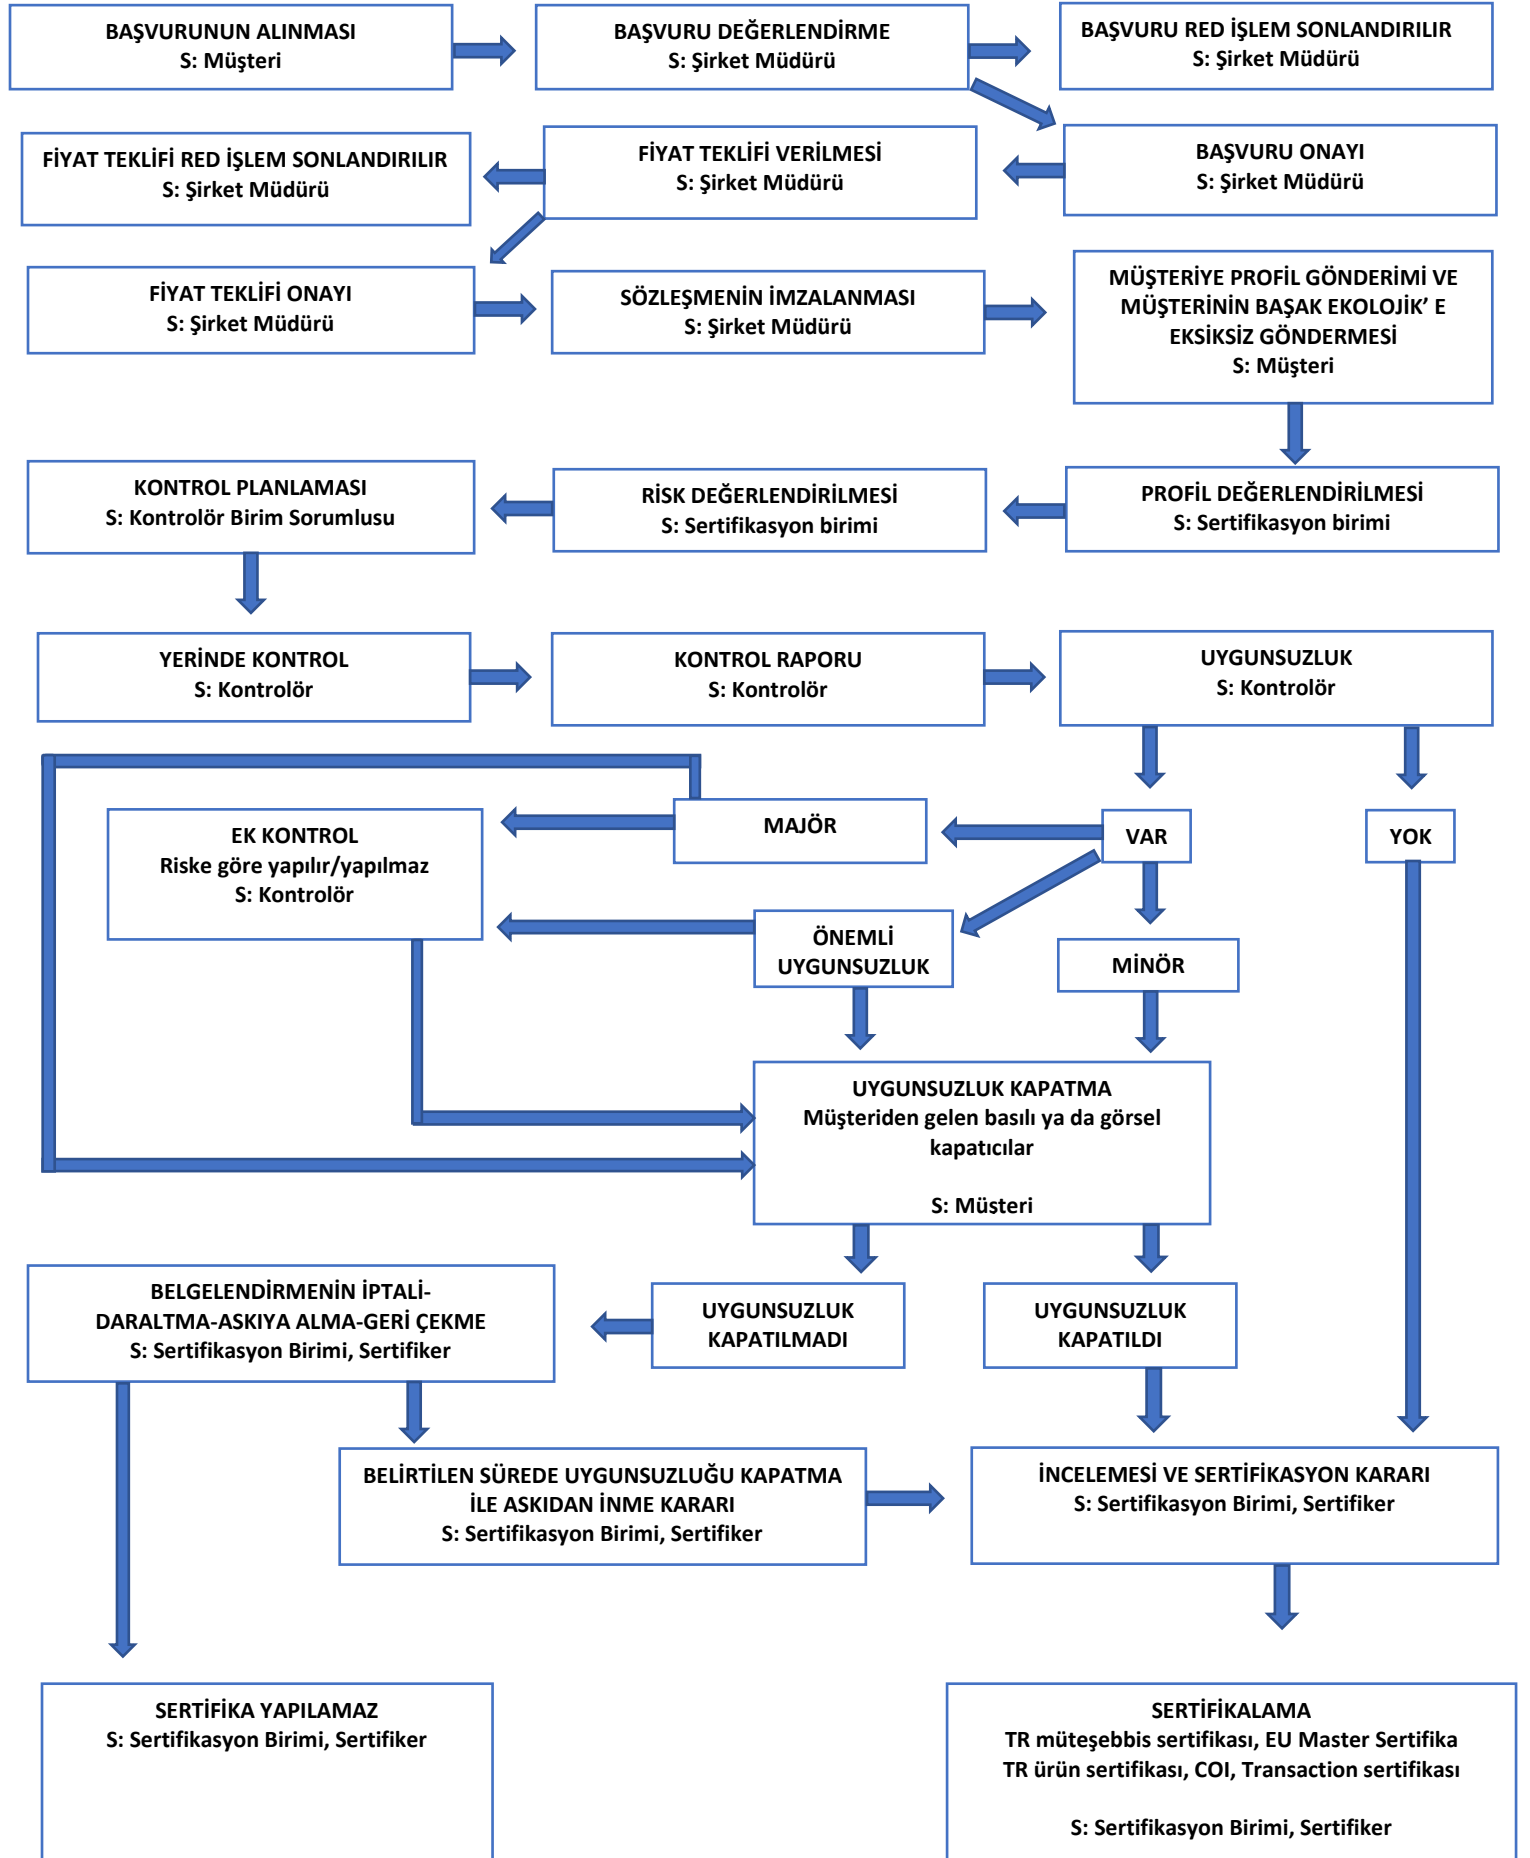 BAŞVURUNUN ALINMASI
S: Müşteri
BAŞVURU DEĞERLENDİRME
S: Şirket Müdürü
BAŞVURU RED İŞLEM SONLANDIRILIR
S: Şirket Müdürü
FİYAT TEKLİFİ RED İŞLEM SONLANDIRILIR
S: Şirket Müdürü
FİYAT TEKLİFİ VERİLMESİ
S: Şirket Müdürü
BAŞVURU ONAYI
S: Şirket Müdürü
FİYAT TEKLİFİ ONAYI
S: Şirket Müdürü
SÖZLEŞMENİN İMZALANMASI
S: Şirket Müdürü
MÜŞTERİYE PROFİL GÖNDERİMİ VE
MÜŞTERİNİN BAŞAK EKOLOJİK’ E
EKSİKSİZ GÖNDERMESİ
S: Müşteri
KONTROL PLANLAMASI
S: Kontrolör Birim Sorumlusu
RİSK DEĞERLENDİRİLMESİ
S: Sertifikasyon birimi
PROFİL DEĞERLENDİRİLMESİ
S: Sertifikasyon birimi
YERİNDE KONTROL
S: Kontrolör
KONTROL RAPORU
S: Kontrolör
UYGUNSUZLUK
S: Kontrolör
EK KONTROL
Riske göre yapılır/yapılmaz
S: Kontrolör
MAJÖR
VAR
YOK
ÖNEMLİ
UYGUNSUZLUK
MİNÖR
UYGUNSUZLUK KAPATMA
Müşteriden gelen basılı ya da görsel
kapatıcılar
S: Müşteri
BELGELENDİRMENİN İPTALİ-
DARALTMA-ASKIYA ALMA-GERİ ÇEKME
S: Sertifikasyon Birimi, Sertifiker
UYGUNSUZLUK
KAPATILMADI
UYGUNSUZLUK
KAPATILDI
BELİRTİLEN SÜREDE UYGUNSUZLUĞU KAPATMA
İLE ASKIDAN İNME KARARI
S: Sertifikasyon Birimi, Sertifiker
İNCELEMESİ VE SERTİFİKASYON KARARI
S: Sertifikasyon Birimi, Sertifiker
SERTİFİKA YAPILAMAZ
S: Sertifikasyon Birimi, Sertifiker
SERTİFİKALAMA
TR müteşebbis sertifikası, EU Master Sertifika
TR ürün sertifikası, COI, Transaction sertifikası
S: Sertifikasyon Birimi, Sertifiker